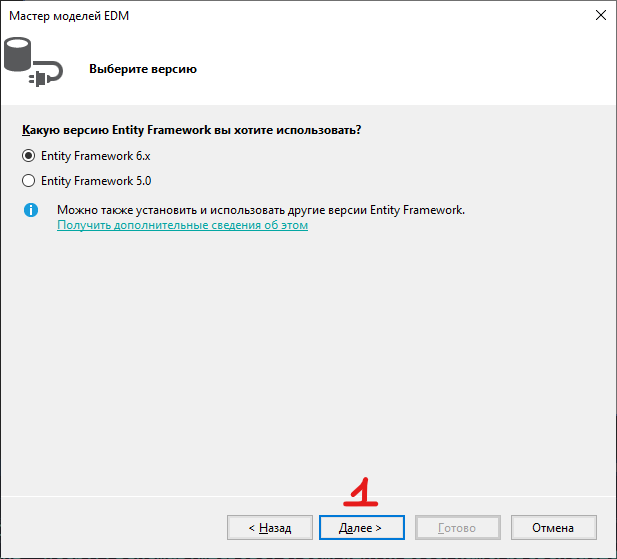 Мастер моделей EDM
Выберите версию
Какую версию Entity Framework вы хотите использовать?
Entity Framework 6.x
Entity Framework 5.0
Можно также установить и использовать другие версии Entity Framework.
Получить дополнительные сведения об этом
1
< Назад
Далее >
Готово
Отмена